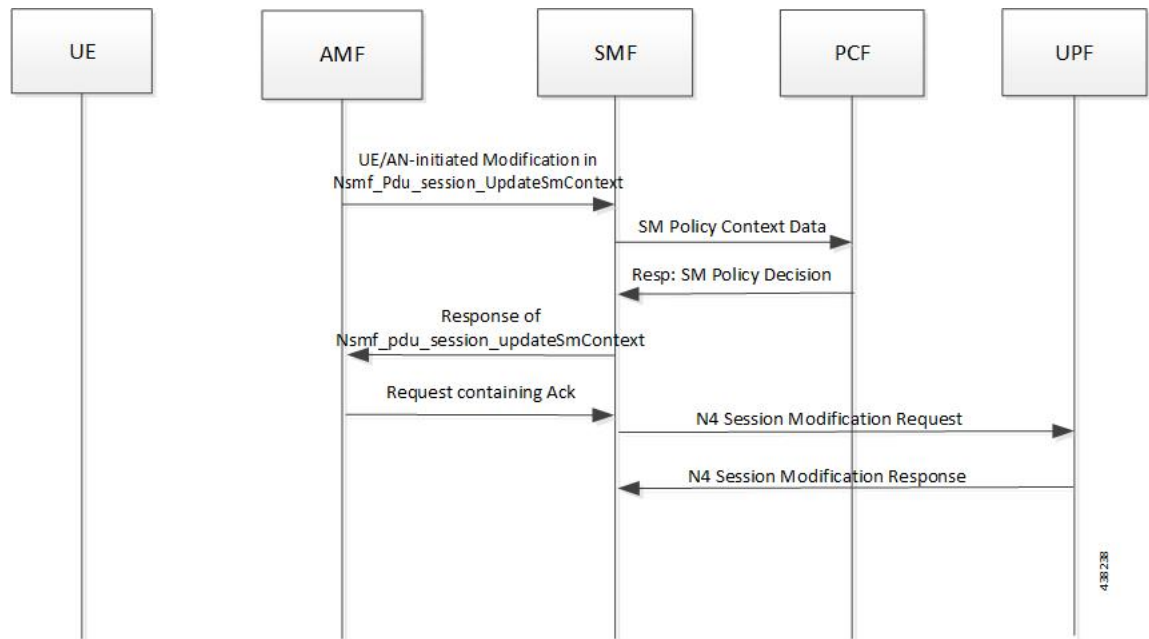 UE
AMF
SMF
PCF
UPF
UE/AN-initiated Modification in
Nsmf_Pdu_session_UpdateSmContext
SM Policy Context Data
Resp: SM Policy Decision
Response of
Nsmf_pdu_session_updateSmContext
Request containing Ack
N4 Session Modification Request
N4 Session Modification Response
438238